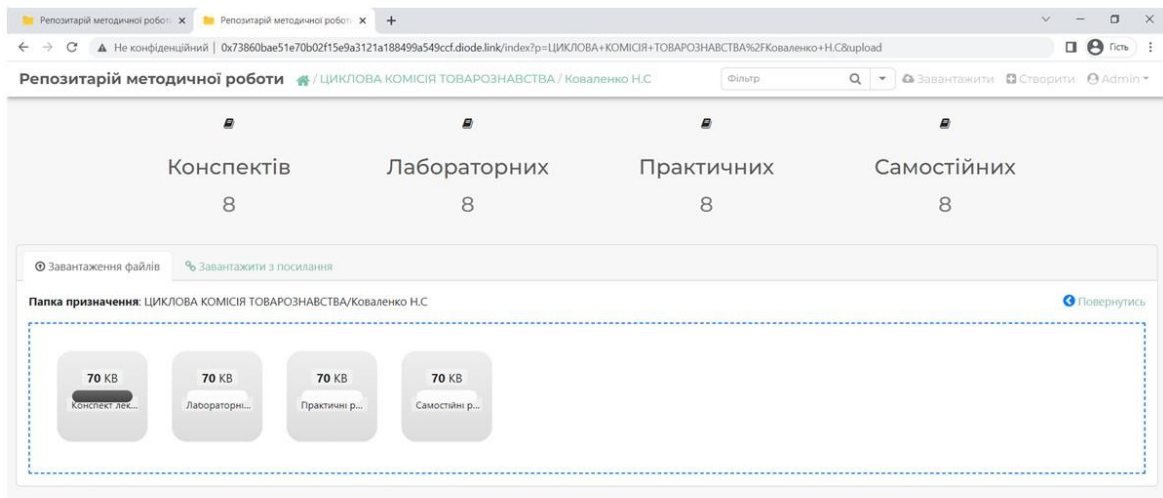 Репозитарій методичної робот
Репозитарій методичної робот
Не конфіденційний | 0x73860bae51e70b02f15e9a3121a188499a549ccf.diode.link/index?p=ЦИКЛОВА+КОМІСІЯ+ТОВАРОЗНАВСТВА%2FКоваленко+Н.С&upload
Гість
Репозитарій методичної роботи / ЦИКЛОВА КОМІСІЯ ТОВАРОЗНАВСТВА / Коваленко Н.С
Фільтр
Завантажити Створити Admin
Конспектів Лабораторних Практичних Самостійних
8 8 8 8
Завантаження файлів Завантажити з посилання
Папка призначення: ЦИКЛОВА КОМІСІЯ ТОВАРОЗНАВСТВА/Коваленко Н.С Повернутись
70 KB 70 KB 70 KB 70 KB
Конспект лек... Лабораторні... Практичні р... Самостійні р...